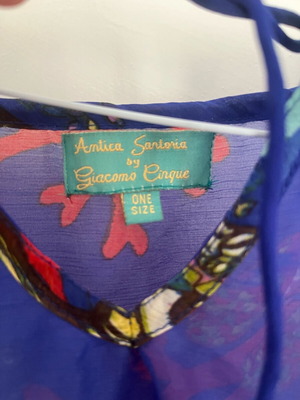 Antica Sartoria
by
Giacomo Cinque
ONE
SIZE